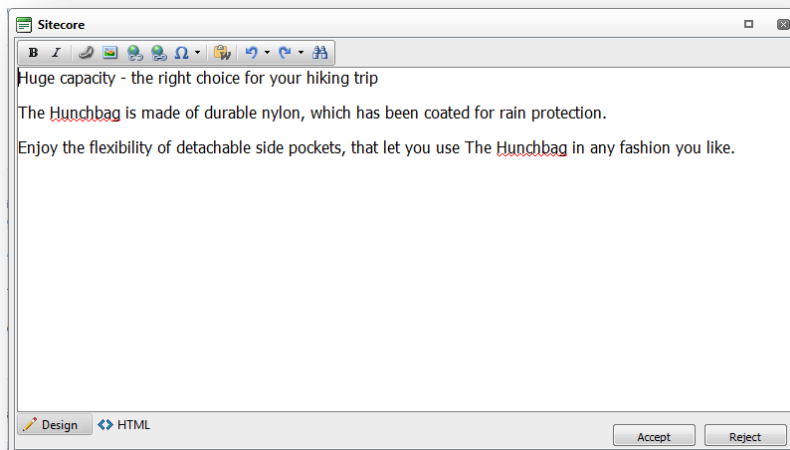 Sitecore
B I Ω
Huge capacity - the right choice for your hiking trip
The Hunchbag is made of durable nylon, which has been coated for rain protection.
Enjoy the flexibility of detachable side pockets, that let you use The Hunchbag in any fashion you like.
Design <> HTML
Accept Reject